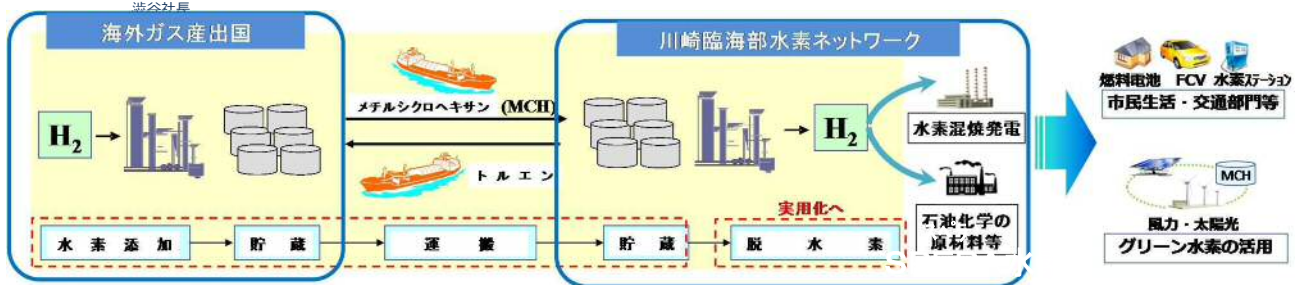 渋谷社長
海外ガス産出国
川崎臨海部水素ネットワーク
H2
メチルシクロヘキサン (MCH)
トルエン
H2
水素混焼発電
石油化学の
原材料等
実用化へ
水素添加
貯蔵
運搬
貯蔵
脱水素
燃料電池 FCV 水素ステーション
市民生活・交通部門等
MCH
風力・太陽光
グリーン水素の活用